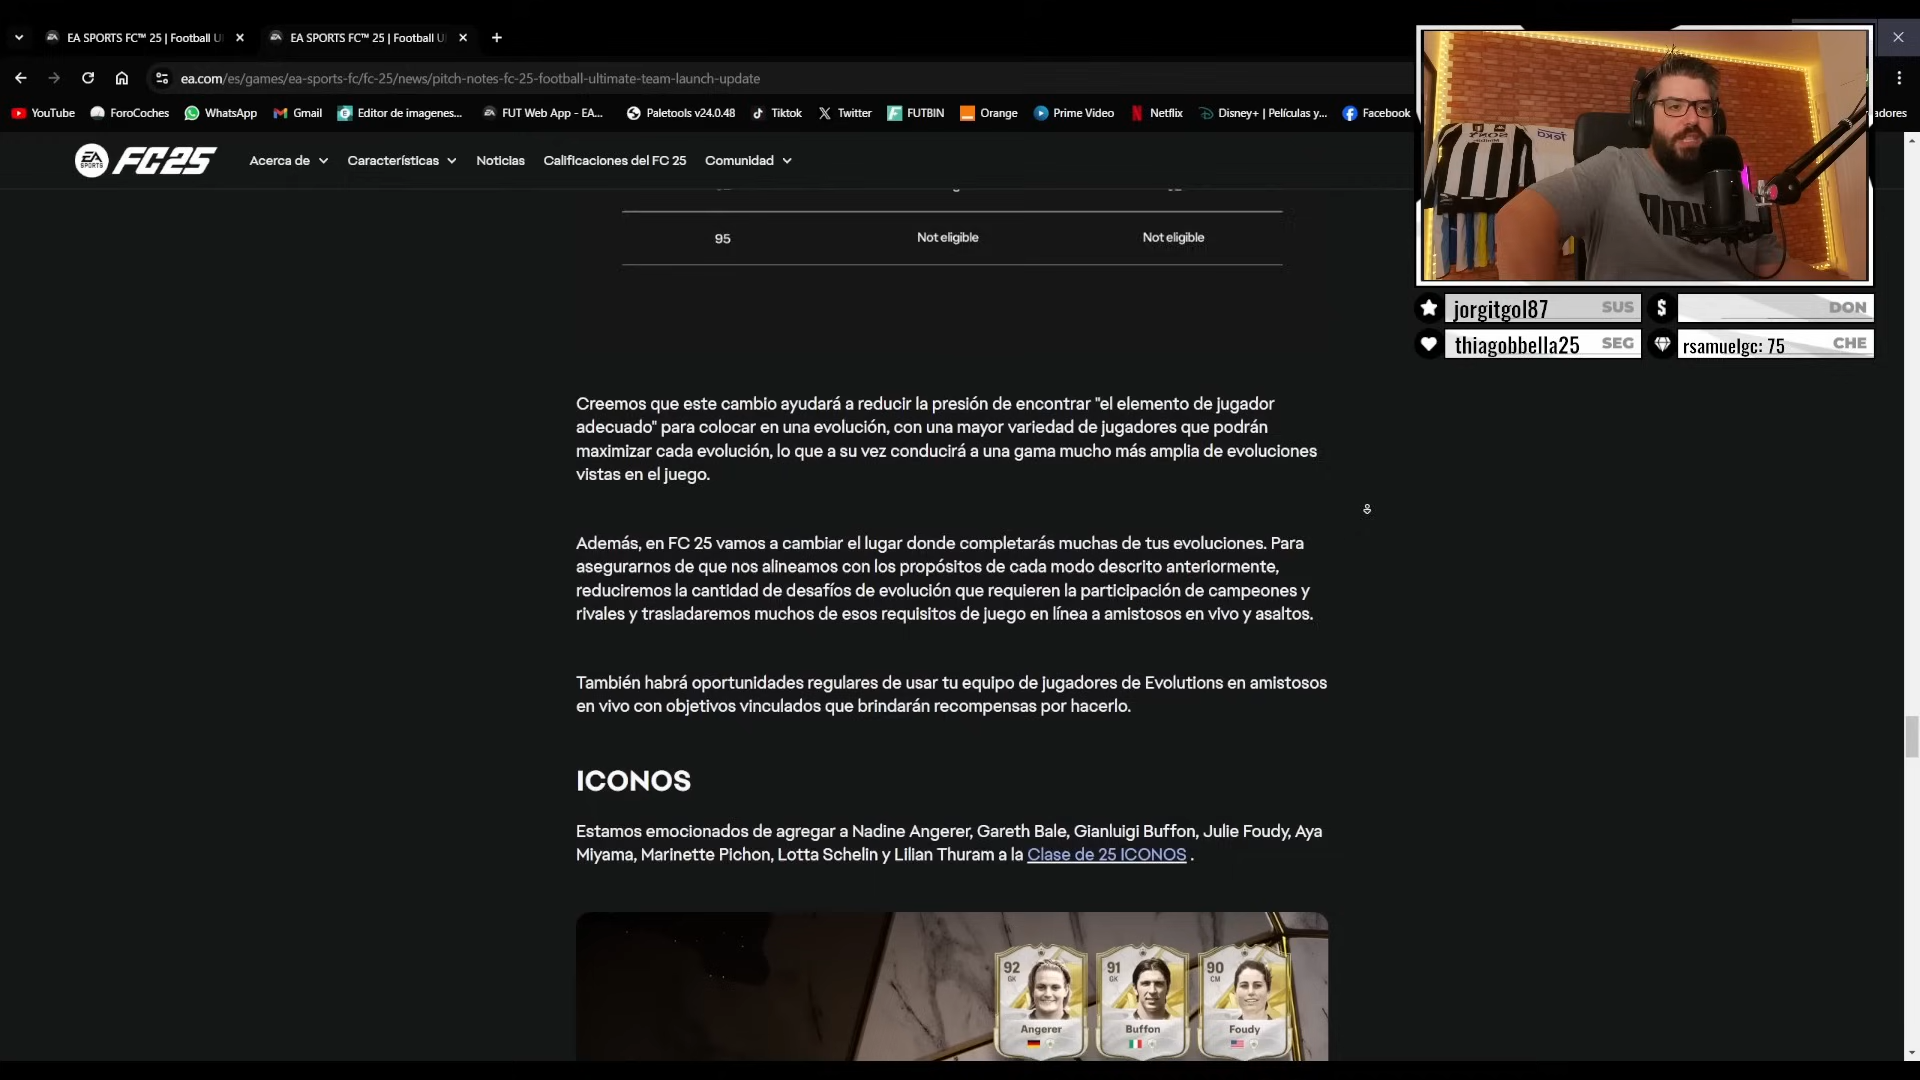 EA SPORTS FC™ 25 | Football U
EA SPORTS FC™ 25 | Football U
ea.com/es/games/ea-sports-fc/fc-25/news/pitch-notes-fc-25-football-ultimate-team-launch-update
YouTube
ForoCoches
WhatsApp
Gmail
Editor de imagenes...
FUT Web App - EA...
Paletools v24.0.48
Tiktok
Twitter
FUTBIN
Orange
Prime Video
Netflix
Disney+ | Películas y...
Facebook
adores
EA SPORTS FC25
Acerca de
Características
Noticias
Calificaciones del FC 25
Comunidad
95 Not eligible Not eligible
jorgitgol87 SUS
DON
thiagobbella25 SEG
rsamuelgc: 75 CHE
Creemos que este cambio ayudará a reducir la presión de encontrar "el elemento de jugador
adecuado" para colocar en una evolución, con una mayor variedad de jugadores que podrán
maximizar cada evolución, lo que a su vez conducirá a una gama mucho más amplia de evoluciones
vistas en el juego.
Además, en FC 25 vamos a cambiar el lugar donde completarás muchas de tus evoluciones. Para
asegurarnos de que nos alineamos con los propósitos de cada modo descrito anteriormente,
reduciremos la cantidad de desafíos de evolución que requieren la participación de campeones y
rivales y trasladaremos muchos de esos requisitos de juego en línea a amistosos en vivo y asaltos.
También habrá oportunidades regulares de usar tu equipo de jugadores de Evolutions en amistosos
en vivo con objetivos vinculados que brindarán recompensas por hacerlo.
ICONOS
Estamos emocionados de agregar a Nadine Angerer, Gareth Bale, Gianluigi Buffon, Julie Foudy, Aya
Miyama, Marinette Pichon, Lotta Schelin y Lilian Thuram a la Clase de 25 ICONOS .
92
GK
Angerer
91
GK
Buffon
90
CM
Foudy